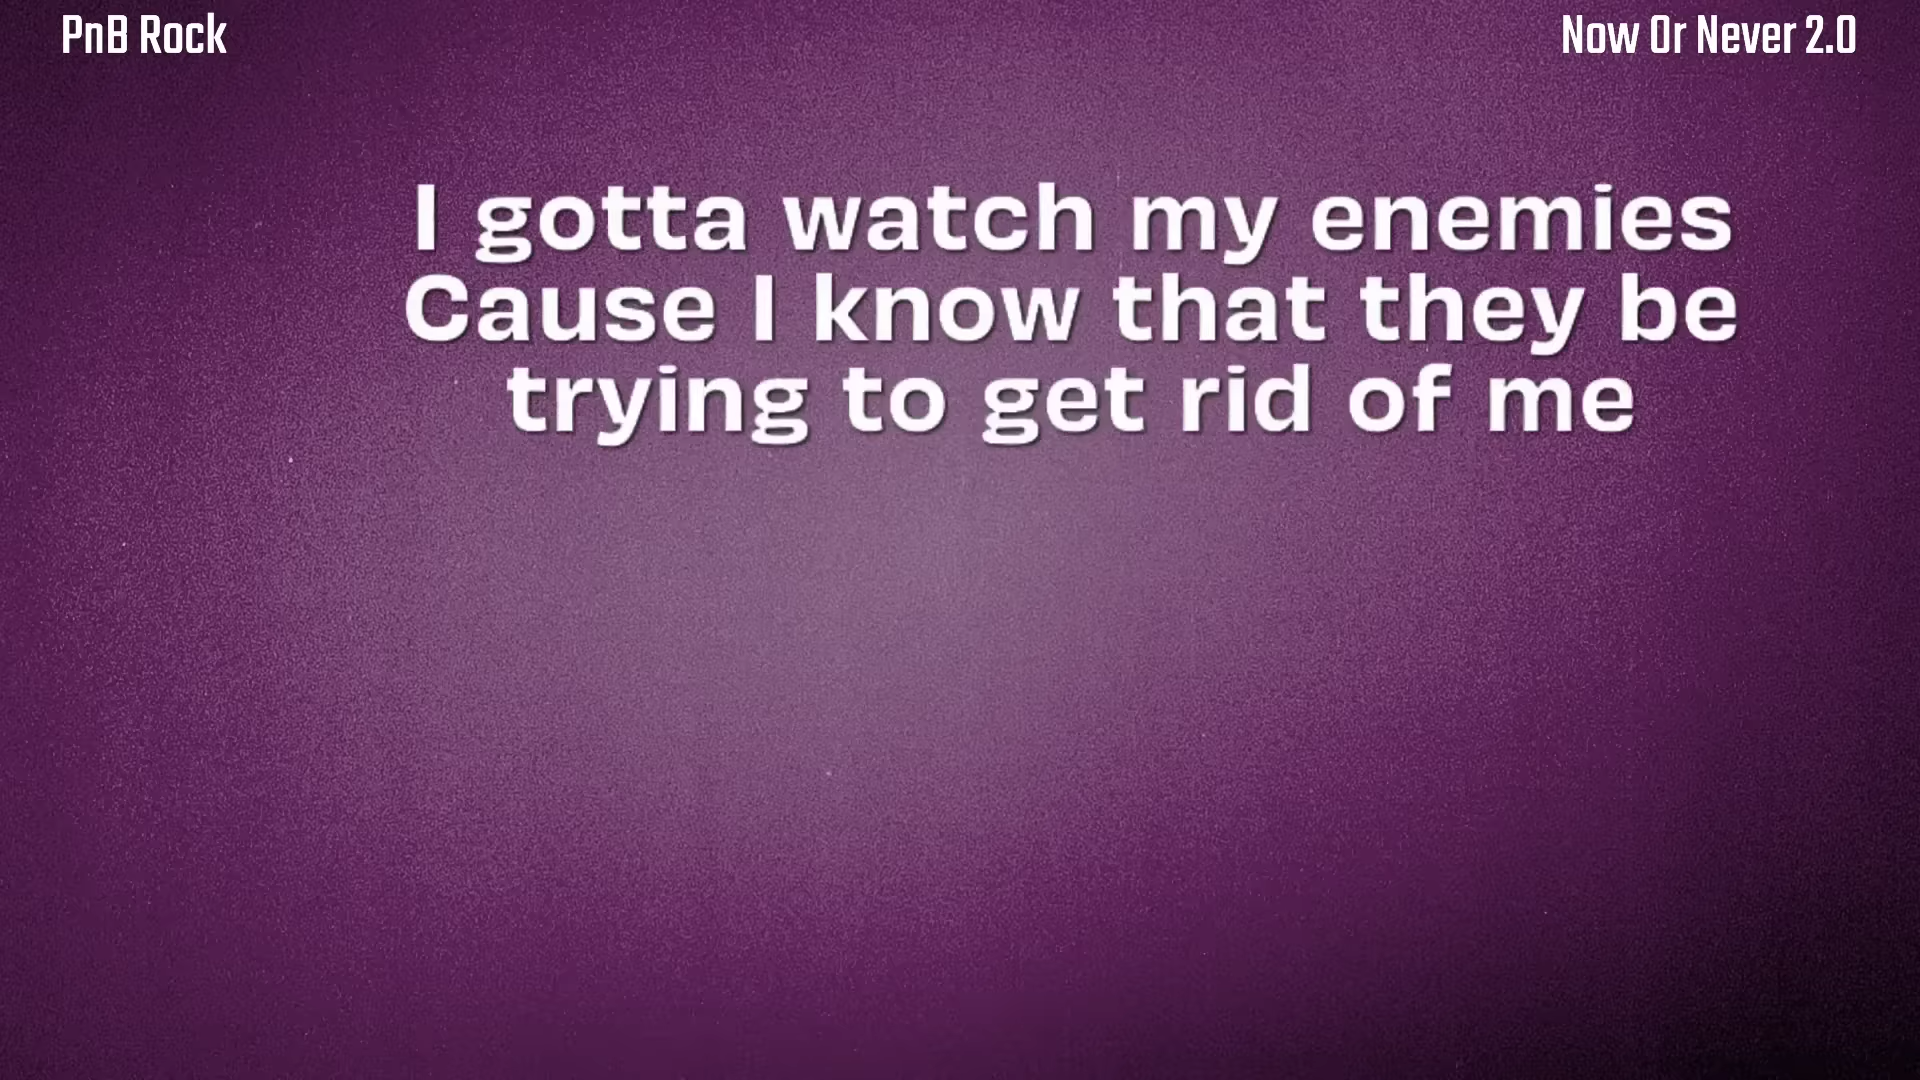 PnB Rock
Now Or Never 2.0
I gotta watch my enemies
Cause I know that they be
trying to get rid of me